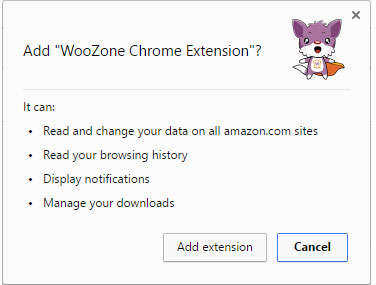 Add "WooZone Chrome Extension"?
It can:
• Read and change your data on all amazon.com sites
• Read your browsing history
• Display notifications
• Manage your downloads
Add extension Cancel